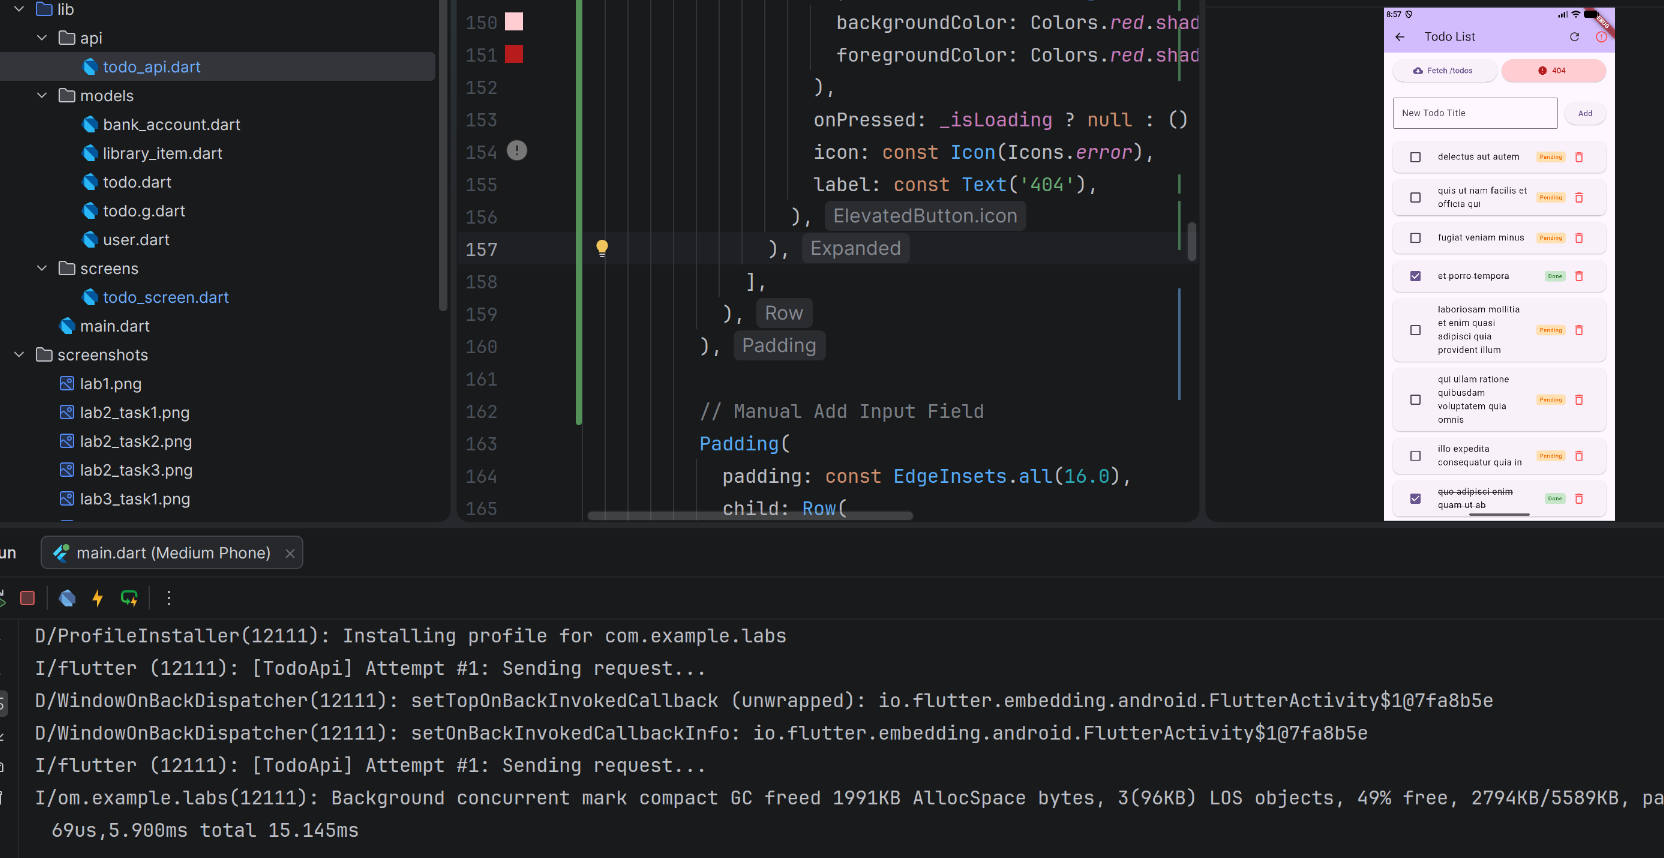 lib
api
todo_api.dart
models
bank_account.dart
library_item.dart
todo.dart
todo.g.dart
user.dart
screens
todo_screen.dart
main.dart
screenshots
lab1.png
lab2_task1.png
lab2_task2.png
lab2_task3.png
lab3_task1.png
150 backgroundColor: Colors.red.shad
151 foregroundColor: Colors.red.shad
152 ),
153 onPressed: _isLoading ? null : ()
154 icon: const Icon(Icons.error),
155 label: const Text('404'),
156 ), ElevatedButton.icon
157 ), Expanded
158 ],
159 ), Row
160 ), Padding
161
162 // Manual Add Input Field
163 Padding(
164 padding: const EdgeInsets.all(16.0),
165 child: Row(
8:57
Todo List
Fetch /todos
404
New Todo Title
Add
delectus aut autem Pending
quis ut nam facilis et
officia qui Pending
fugiat veniam minus Pending
et porro tempora Done
laboriosam mollitia
et enim quasi
adipisci quia
provident illum Pending
qui ullam ratione
quibusdam
voluptatem quia
omnis Pending
illo expedita
consequatur quia in Pending
quo adipisci enim
quam ut ab Done
un main.dart (Medium Phone)
D/ProfileInstaller(12111): Installing profile for com.example.labs
I/flutter (12111): [TodoApi] Attempt #1: Sending request...
D/WindowOnBackDispatcher(12111): setTopOnBackInvokedCallback (unwrapped): io.flutter.embedding.android.FlutterActivity$1@7fa8b5e
D/WindowOnBackDispatcher(12111): setOnBackInvokedCallbackInfo: io.flutter.embedding.android.FlutterActivity$1@7fa8b5e
I/flutter (12111): [TodoApi] Attempt #1: Sending request...
I/om.example.labs(12111): Background concurrent mark compact GC freed 1991KB AllocSpace bytes, 3(96KB) LOS objects, 49% free, 2794KB/5589KB, pa
69us,5.900ms total 15.145ms